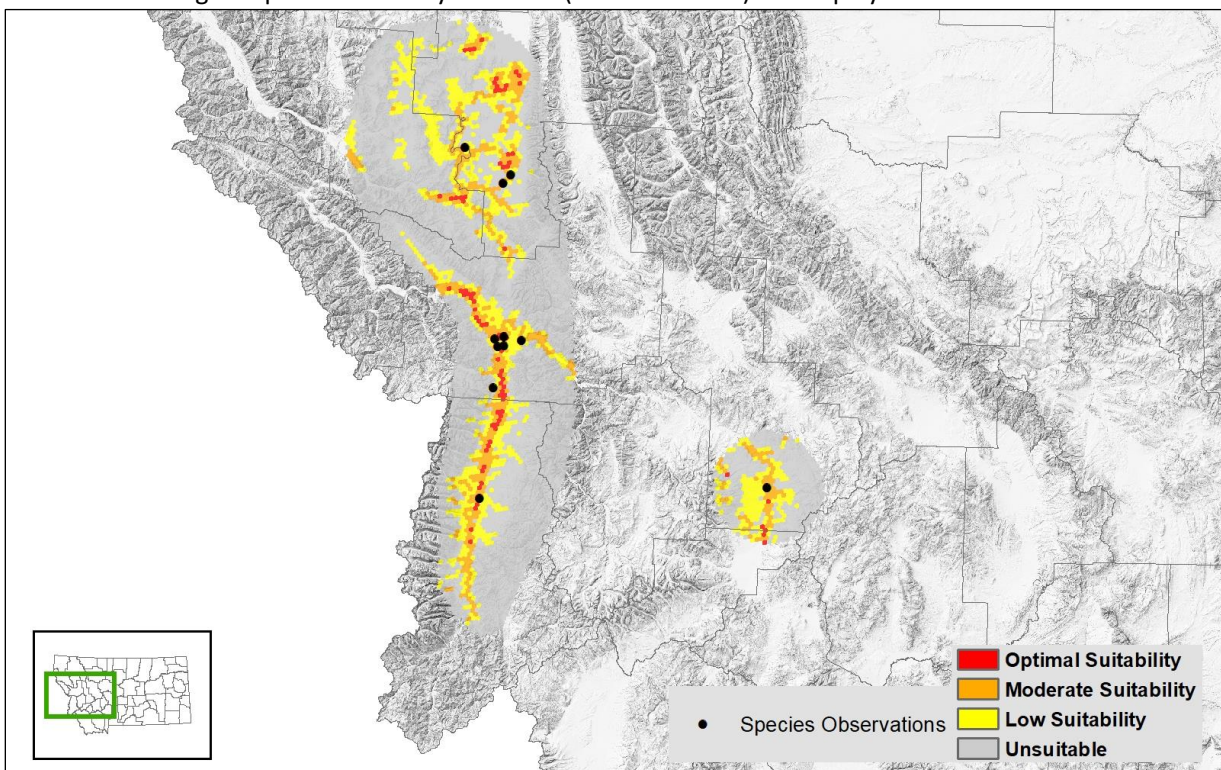 Optimal Suitability
Moderate Suitability
Species Observations
Low Suitability
Unsuitable